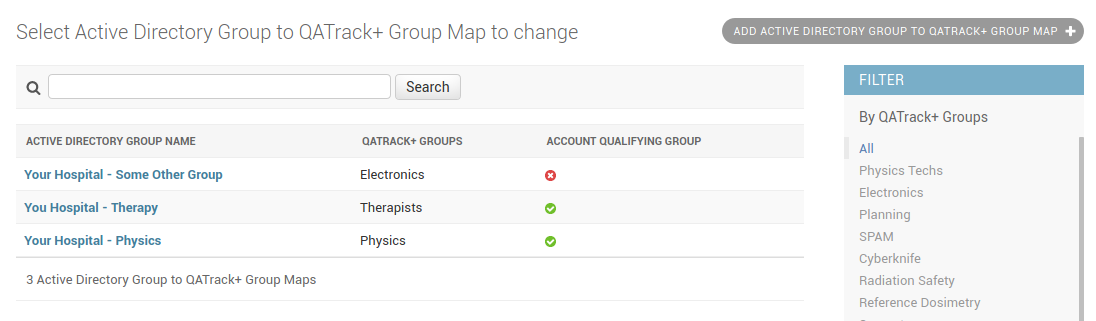 Select Active Directory Group to QATrack+ Group Map to change
ADD ACTIVE DIRECTORY GROUP TO QATRACK+ GROUP MAP
Search
ACTIVE DIRECTORY GROUP NAME QATRACK+ GROUPS ACCOUNT QUALIFYING GROUP
Your Hospital - Some Other Group Electronics
You Hospital - Therapy Therapists
Your Hospital - Physics Physics
3 Active Directory Group to QATrack+ Group Maps
FILTER
By QATrack+ Groups
All
Physics Techs
Electronics
Planning
SPAM
Cyberknife
Radiation Safety
Reference Dosimetry